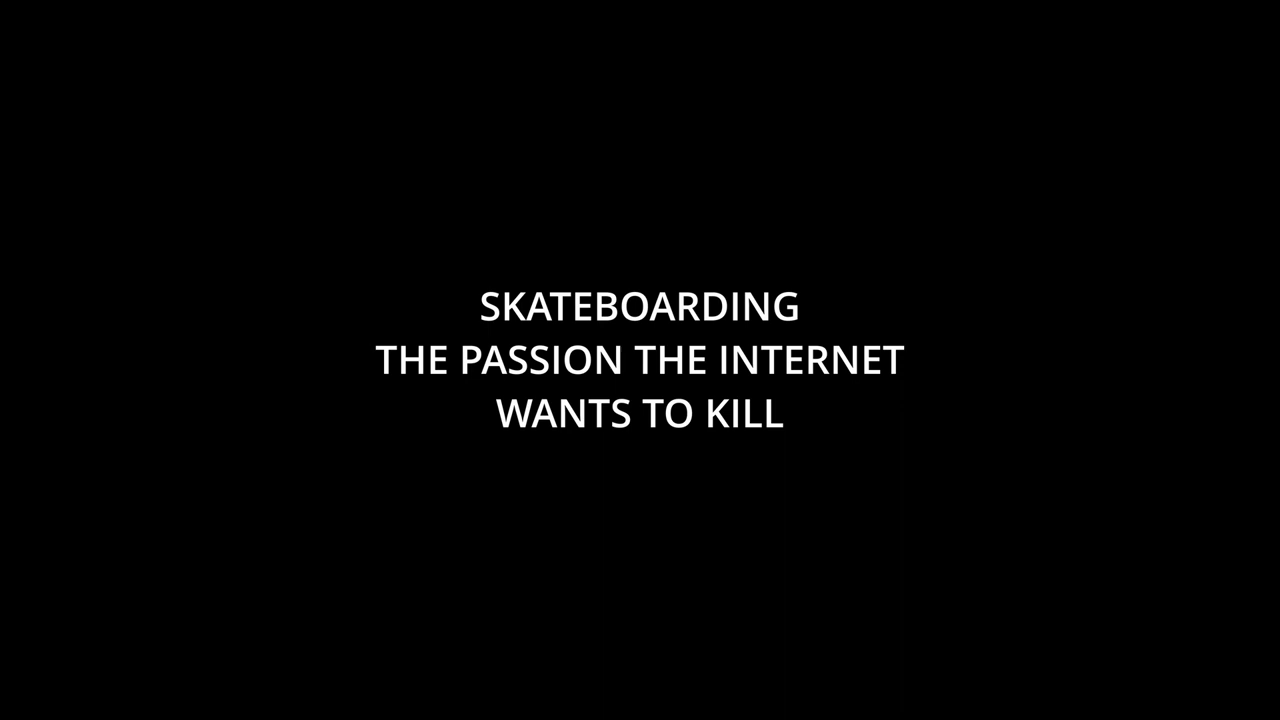 SKATEBOARDING
THE PASSION THE INTERNET
WANTS TO KILL